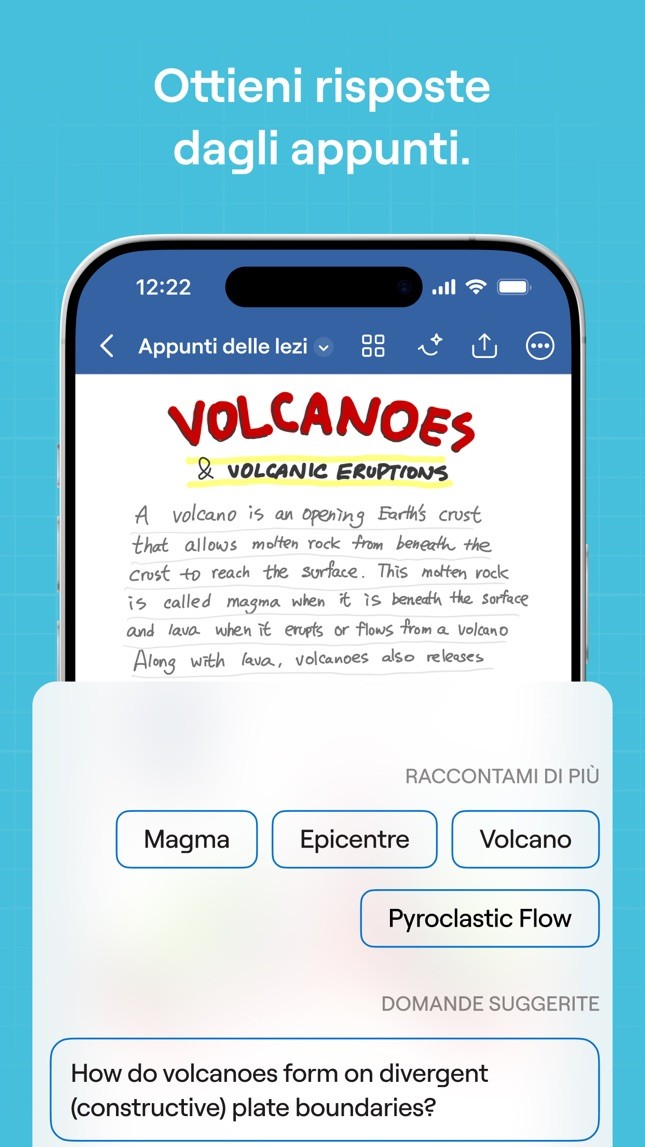 Ottieni risposte
dagli appunti.
12:22
Appunti delle lezi
VOLCANOES
& VOLCANIC ERUPTIONS
A volcano is an opening Earth's crust
that allows molten rock from beneath the
crust to reach the surface. This molten rock
is called magma when it is beneath the surface
and lava when it erupts or flows from a volcano
Along with lava, volcanoes also releases
RACCONTAMI DI PIÙ
Magma Epicentre Volcano
Pyroclastic Flow
DOMANDE SUGGERITE
How do volcanoes form on divergent
(constructive) plate boundaries?